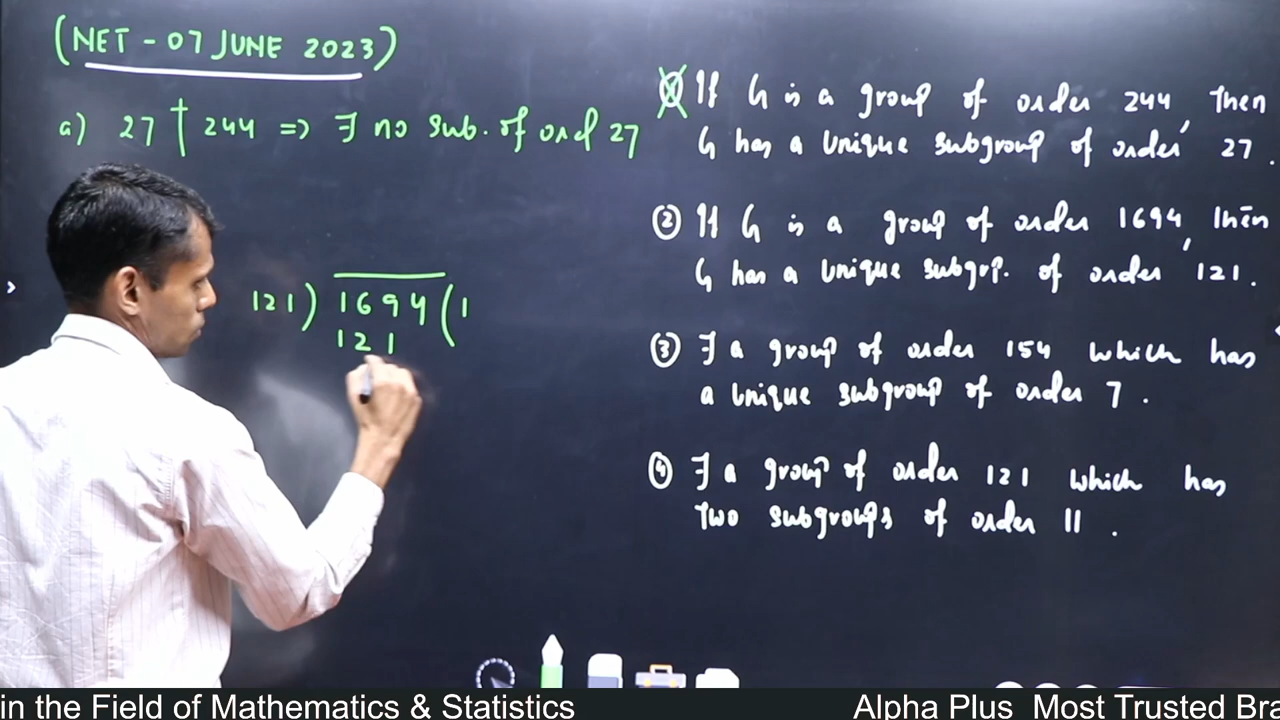 (NET - 07 JUNE 2023)
a) 27 ∤ 244 => ∃ no sub. of ord 27
121) 1694 (1
121
① If G is a group of order 244, then
G has a unique subgroup of order 27.
② If G is a group of order 1694, then
G has a unique subgrp. of order 121.
③ ∃ a group of order 154 which has
a unique subgroup of order 7.
④ ∃ a group of order 121 which has
two subgroups of order 11.
in the Field of Mathematics & Statistics
Alpha Plus Most Trusted Bra